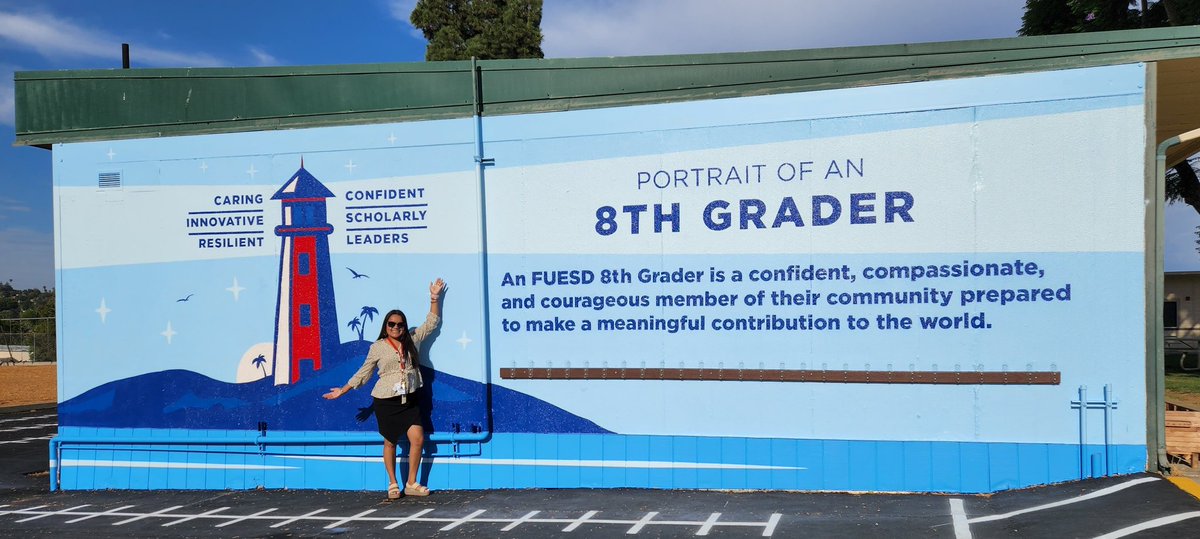 CARING
INNOVATIVE
RESILIENT
CONFIDENT
SCHOLARLY
LEADERS
PORTRAIT OF AN
8TH GRADER
An FUESD 8th Grader is a confident, compassionate,
and courageous member of their community prepared
to make a meaningful contribution to the world.